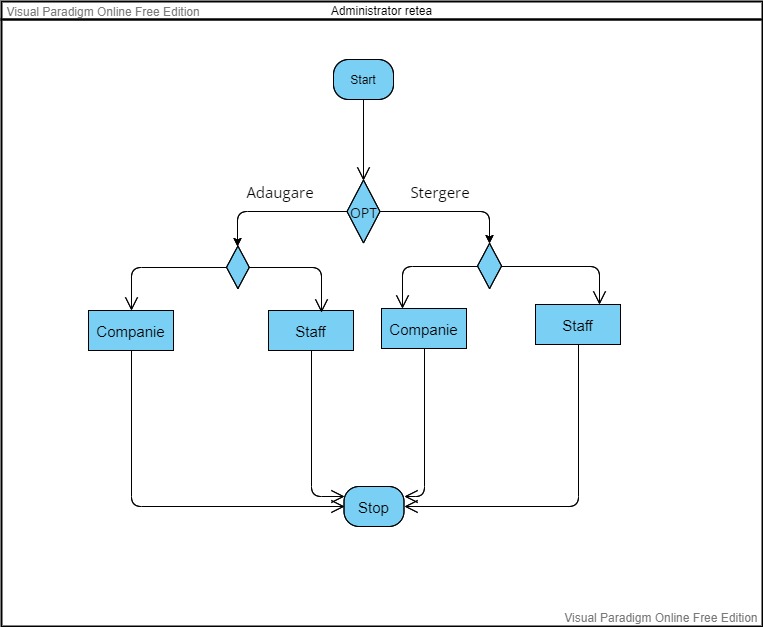 Visual Paradigm Online Free Edition
Administrator retea
Start
Adaugare
Stergere
OPT
Companie
Staff
Companie
Staff
Stop
Visual Paradigm Online Free Edition